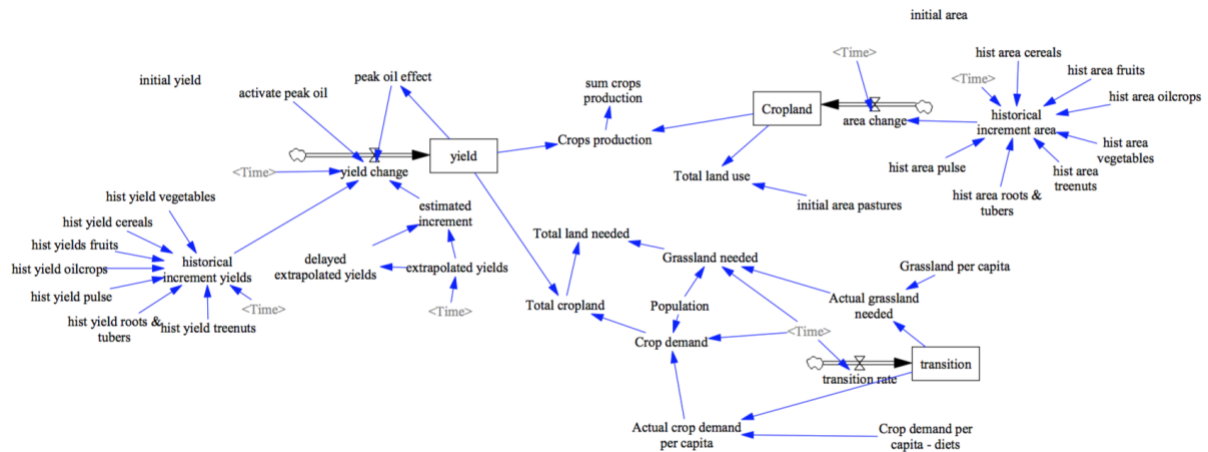 initial area
<Time>
hist area cereals
initial yield
peak oil effect
activate peak oil
sum crops
production
Cropland
<Time>
hist area fruits
hist area oilcrops
area change
historical
increment area
Crops production
yield
hist area
vegetables
<Time>
yield change
hist area pulse
hist area
treenuts
Total land use
hist area roots &
tubers
initial area pastures
hist yield vegetables
estimated
increment
hist yield cereals
Total land needed
hist yields fruits
historical
increment yields
delayed
extrapolated yields
extrapolated yields
Grassland needed
hist yield oilcrops
Grassland per capita
hist yield pulse
<Time>
<Time>
Total cropland
Population
Actual grassland
needed
hist yield roots &
tubers
hist yield treenuts
Crop demand
<Time>
transition
transition rate
Actual crop demand
per capita
Crop demand per
capita - diets